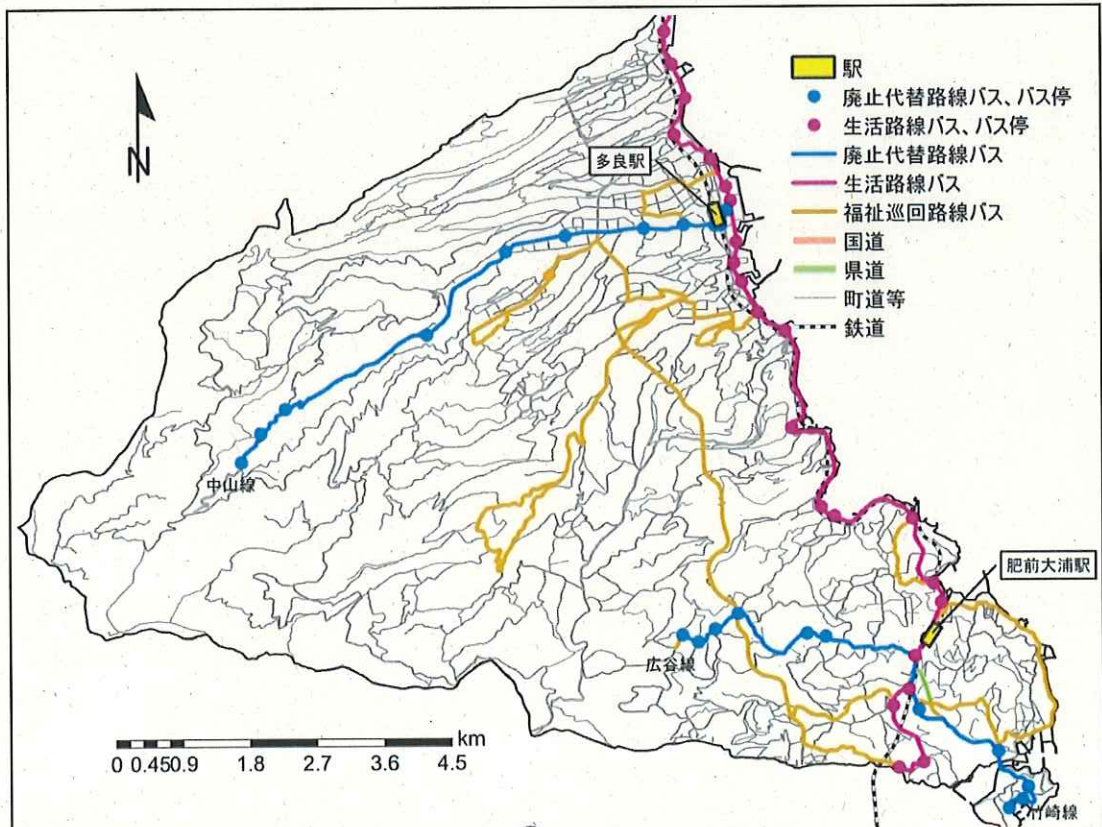 N
駅
廃止代替路線バス、バス停
生活路線バス、バス停
廃止代替路線バス
生活路線バス
福祉巡回路線バス
国道
県道
町道等
鉄道
多良駅
中山線
肥前大浦駅
広谷線
竹崎線
km
0 0.450.9 1.8 2.7 3.6 4.5